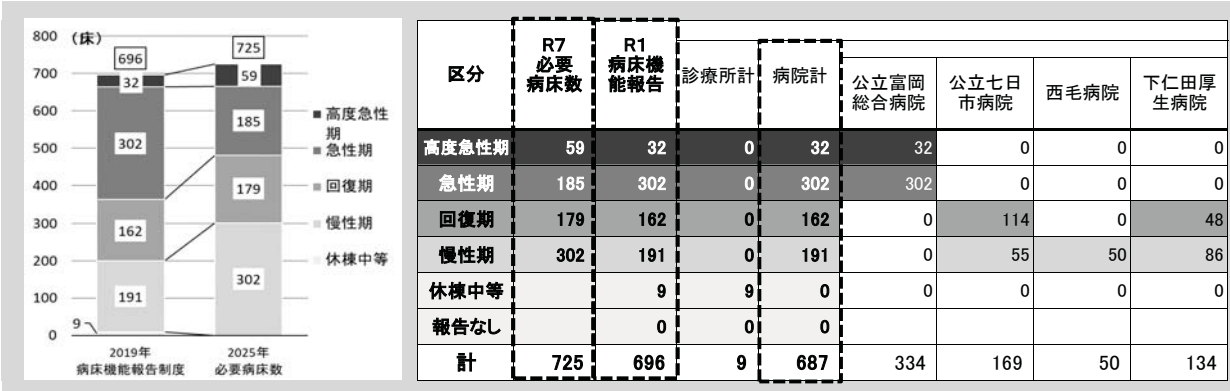 800 (床)
700
600
500
400
300
200
100
0
696
32
302
162
191
9
725
59
185
179
302
2019年
病床機能報告制度
2025年
必要病床数
高度急性
期
急性期
回復期
慢性期
休棟中等
区分 R7必要病床数 R1病床機能報告 診療所計 病院計 公立富岡総合病院 公立七日市病院 西毛病院 下仁田厚生病院
高度急性期 59 32 0 32 32 0 0 0
急性期 185 302 0 302 302 0 0 0
回復期 179 162 0 162 0 114 0 48
慢性期 302 191 0 191 0 55 50 86
休棟中等 9 9 0 0 0 0 0
報告なし 0 0 0
計 725 696 9 687 334 169 50 134